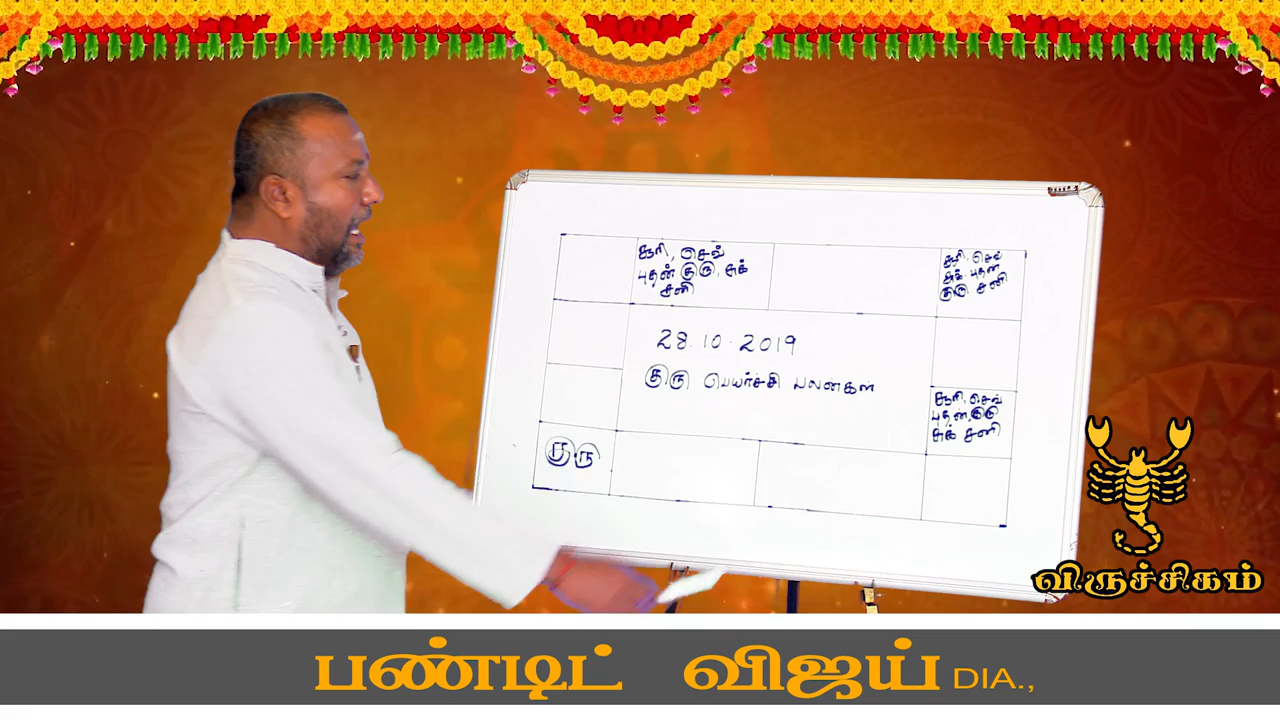 சூரி, செவ்
புதன் குரு, சுக்
சனி
சூரி, செவ்
சுக் புதன்
குரு சனி
28.10.2019
குரு பெயர்ச்சி பலன்கள்
சூரி, செவ்
புதன், குரு
சுக் சனி
குரு
விருச்சிகம்
பண்டிட் விஜய் DIA.,